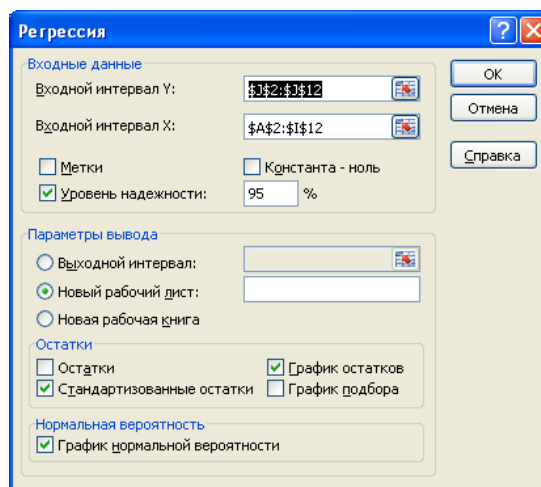 Регрессия
Входные данные
Входной интервал Y: $J$2:$J$12
Входной интервал X: $A$2:$I$12
Метки Константа - ноль
Уровень надежности: 95 %
ОК
Отмена
Справка
Параметры вывода
Выходной интервал:
Новый рабочий лист:
Новая рабочая книга
Остатки
Остатки График остатков
Стандартизованные остатки График подбора
Нормальная вероятность
График нормальной вероятности